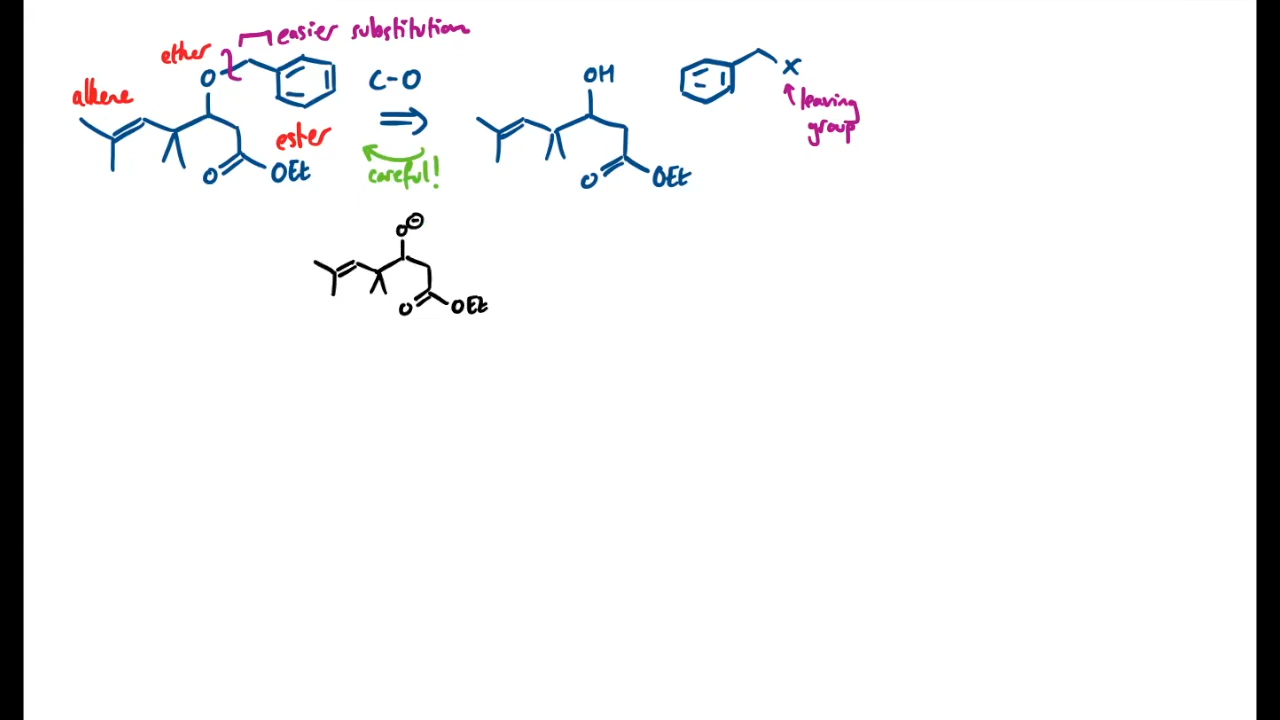 easier substitution
ether
alkene
O
C-O
⇒
ester
O
OEt
careful!
OH
O
OEt
X
leaving
group
O⊖
O
OEt